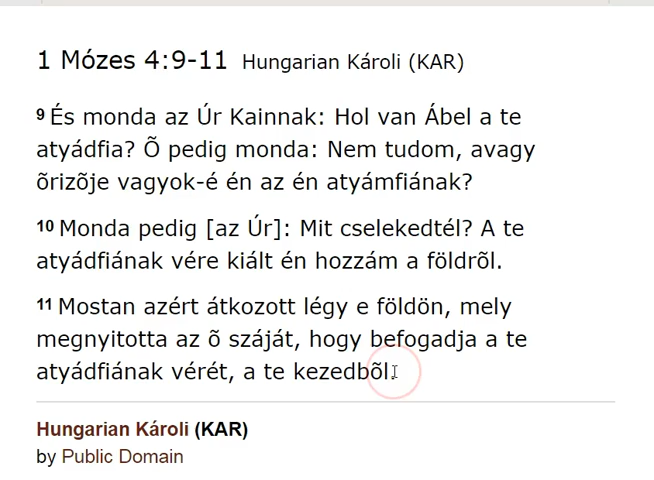 1 Mózes 4:9-11 Hungarian Károli (KAR)
9 És monda az Úr Kainnak: Hol van Ábel a te
atyádfia? Õ pedig monda: Nem tudom, avagy
õrizõje vagyok-é én az én atyámfiának?
10 Monda pedig [az Úr]: Mit cselekedtél? A te
atyádfiának vére kiált én hozzám a földrõl.
11 Mostan azért átkozott légy e földön, mely
megnyitotta az õ száját, hogy befogadja a te
atyádfiának vérét, a te kezedbõl.
Hungarian Károli (KAR)
by Public Domain